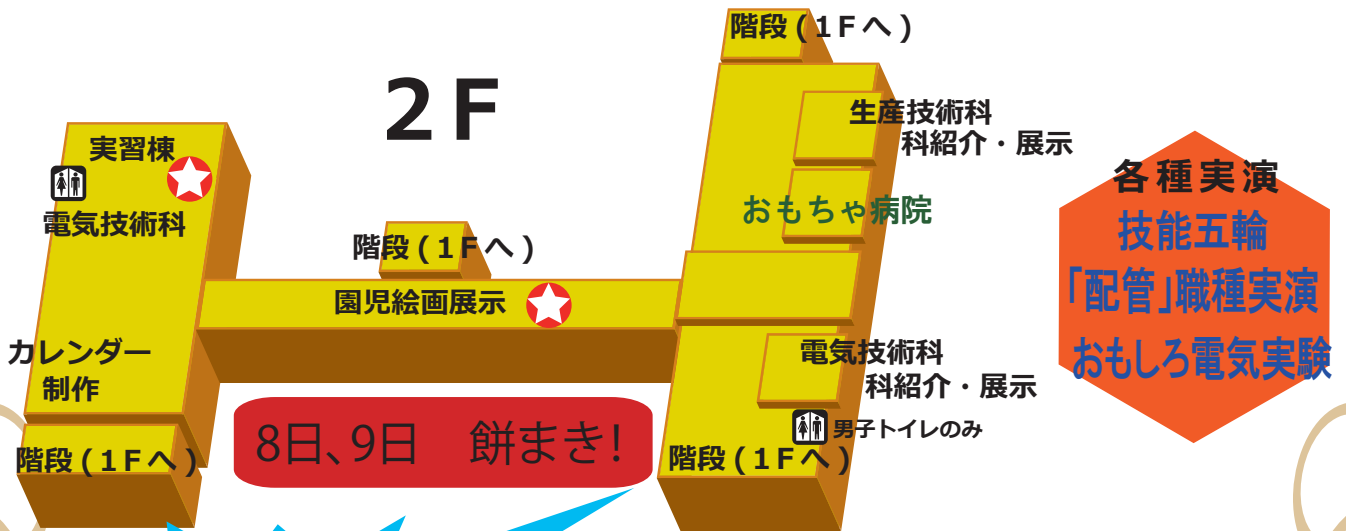 2F
階段(1Fへ)
実習棟
電気技術科
カレンダー
制作
階段(1Fへ)
階段(1Fへ)
園児絵画展示
生産技術科
科紹介・展示
おもちゃ病院
電気技術科
科紹介・展示
男子トイレのみ
階段(1Fへ)
8日、9日 餅まき!
各種実演
技能五輪
「配管」職種実演
おもしろ電気実験